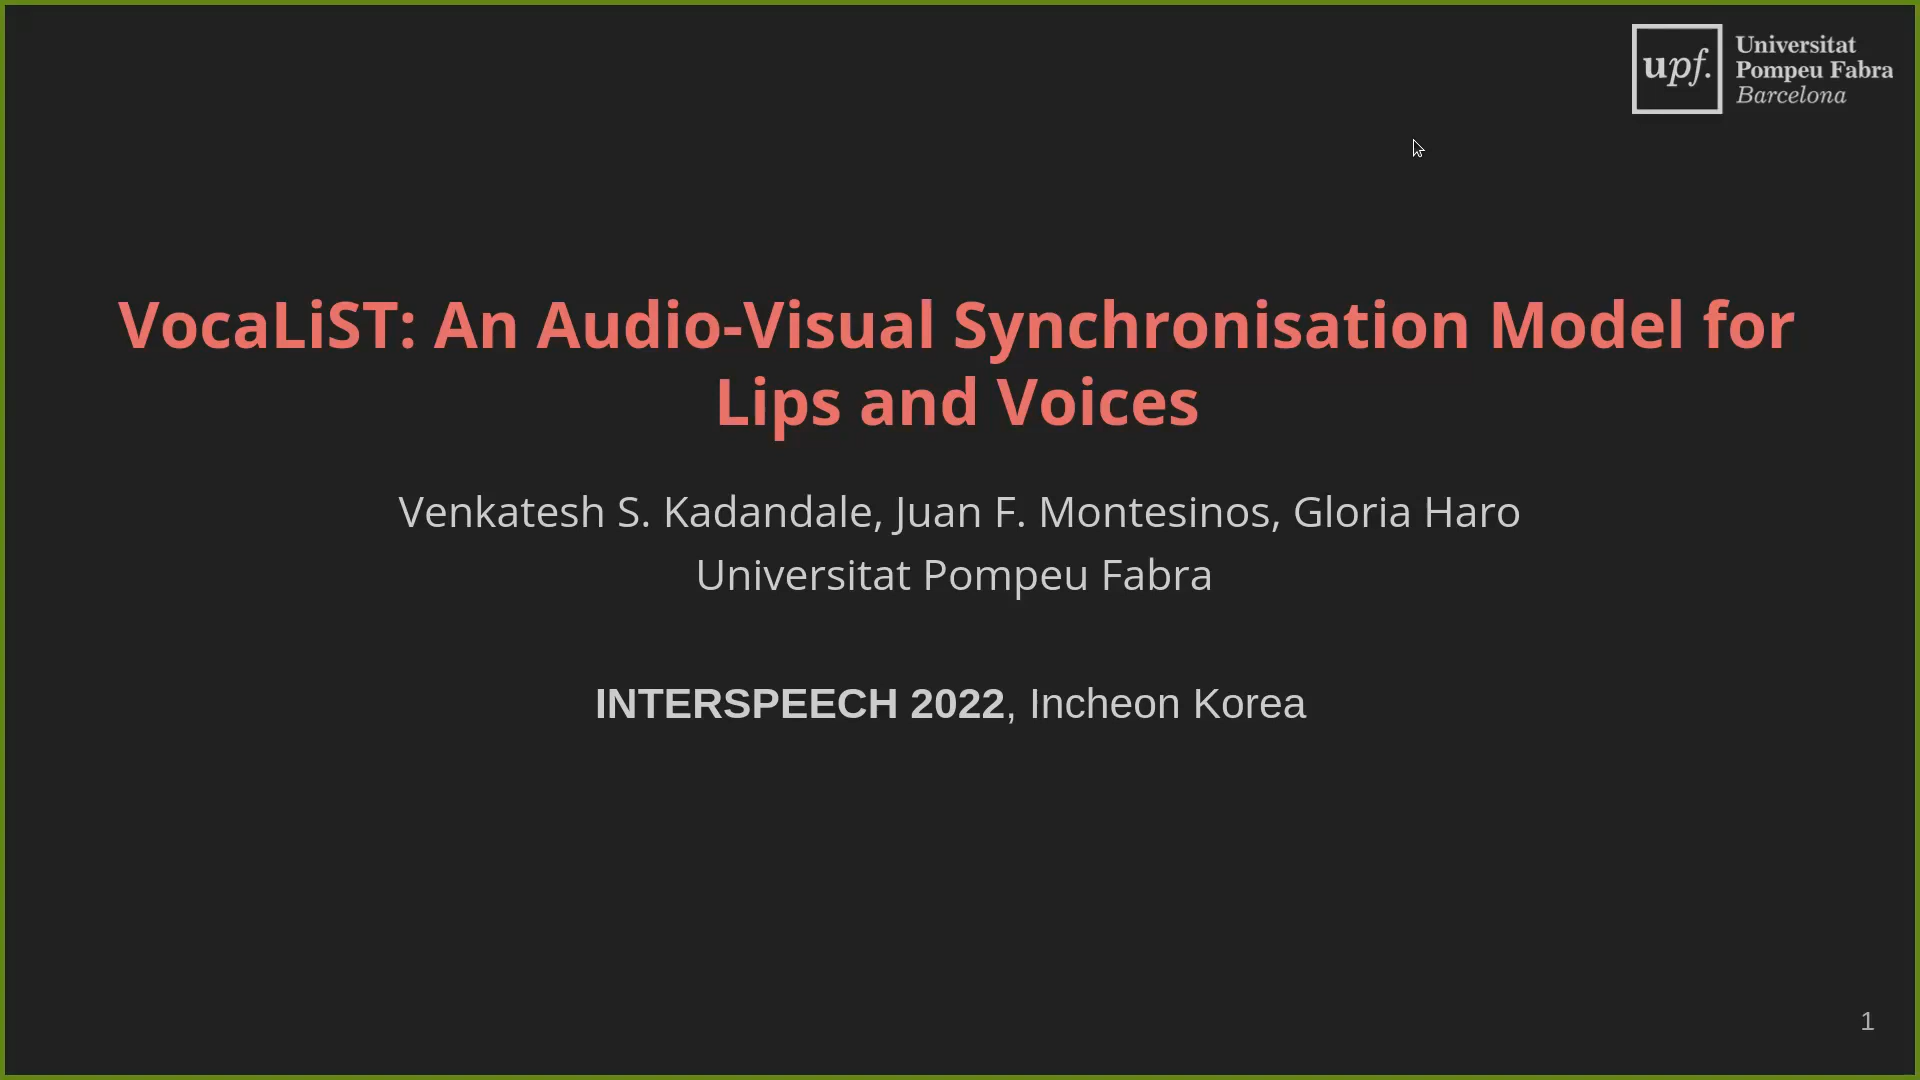 upf.
Universitat
Pompeu Fabra
Barcelona
VocaLiST: An Audio-Visual Synchronisation Model for
Lips and Voices
Venkatesh S. Kadandale, Juan F. Montesinos, Gloria Haro
Universitat Pompeu Fabra
INTERSPEECH 2022, Incheon Korea
1